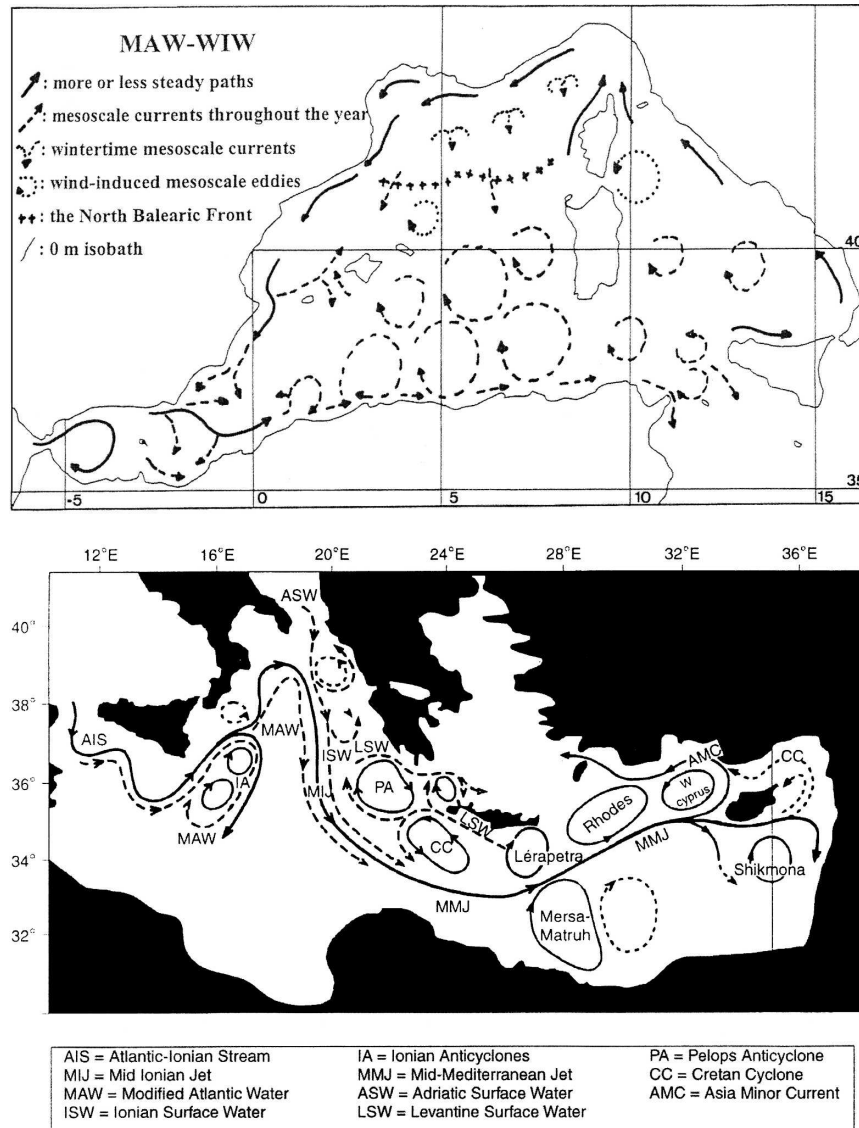 MAW-WIW
: more or less steady paths
: mesoscale currents throughout the year
: wintertime mesoscale currents
: wind-induced mesoscale eddies
: the North Balearic Front
: 0 m isobath
40
35
-5 0 5 10 15
12°E 16°E 20°E 24°E 28°E 32°E 36°E
40°
38°
36°
34°
32°
ASW
AIS
MAW
IA
MAW
MIJ
ISW
LSW
PA
LSW
CC
MMJ
Lérapetra
Mersa-
Matruh
Rhodes
MMJ
AMC
W
cyprus
CC
Shikmona
AIS = Atlantic-Ionian Stream IA = Ionian Anticyclones PA = Pelops Anticyclone
MIJ = Mid Ionian Jet MMJ = Mid-Mediterranean Jet CC = Cretan Cyclone
MAW = Modified Atlantic Water ASW = Adriatic Surface Water AMC = Asia Minor Current
ISW = Ionian Surface Water LSW = Levantine Surface Water